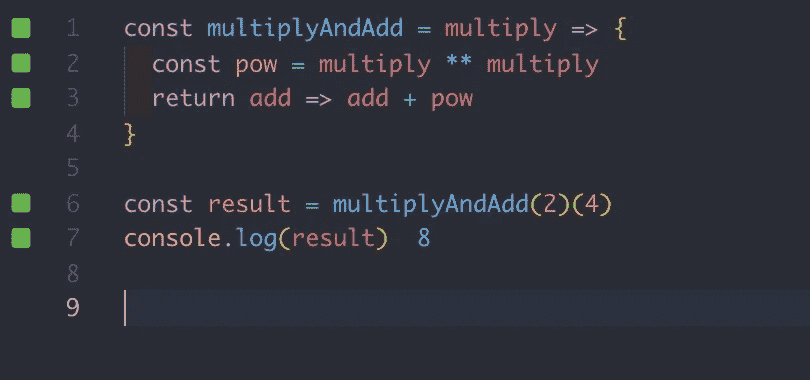 1 const multiplyAndAdd = multiply => {
2   const pow = multiply ** multiply
3   return add => add + pow
4 }
5
6 const result = multiplyAndAdd(2)(4)
7 console.log(result)  8
8
9